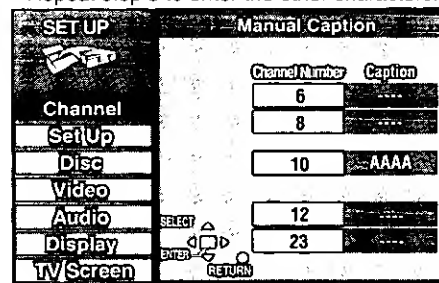 SET UP
Manual Caption
Channel Number Caption
6 ----
8 ----
10 AAAA
12 ----
23 ----
Channel
Set Up
Disc
Video
Audio
Display
TV/Screen
SELECT
ENTER
RETURN